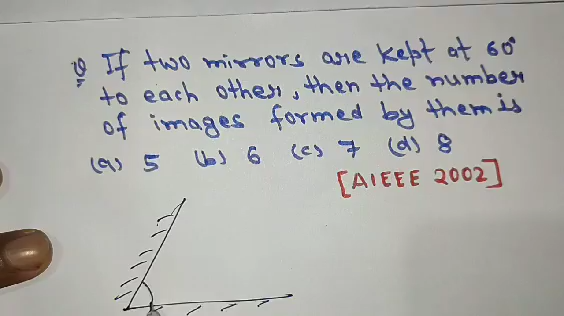 Q If two mirrors are kept at 60°
to each other, then the number
of images formed by them is
(a) 5 (b) 6 (c) 7 (d) 8
[AIEEE 2002]